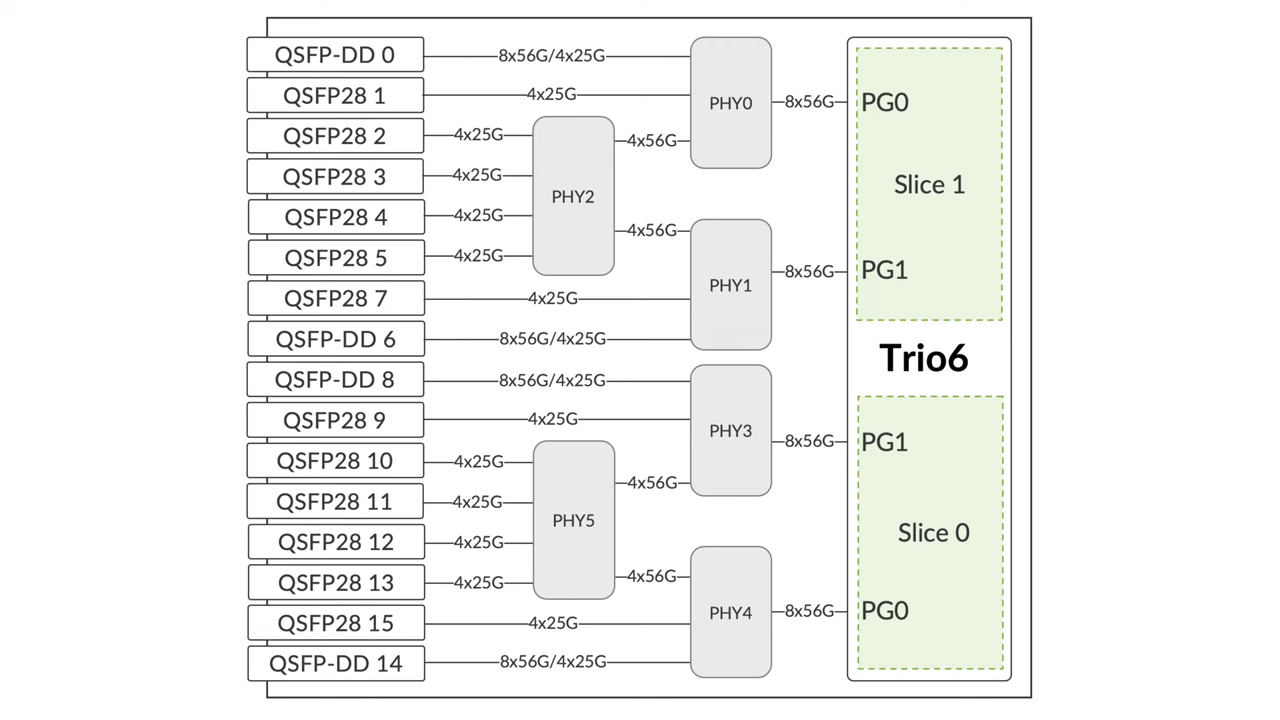 QSFP-DD 0
8x56G/4x25G
QSFP28 1
4x25G
QSFP28 2
4x25G
QSFP28 3
4x25G
QSFP28 4
4x25G
QSFP28 5
4x25G
QSFP28 7
4x25G
QSFP-DD 6
8x56G/4x25G
QSFP-DD 8
8x56G/4x25G
QSFP28 9
4x25G
QSFP28 10
4x25G
QSFP28 11
4x25G
QSFP28 12
4x25G
QSFP28 13
4x25G
QSFP28 15
4x25G
QSFP-DD 14
8x56G/4x25G
PHY2
4x56G
4x56G
PHY5
4x56G
4x56G
PHY0
8x56G
PHY1
8x56G
PHY3
8x56G
PHY4
8x56G
PG0
Slice 1
PG1
Trio6
PG1
Slice 0
PG0